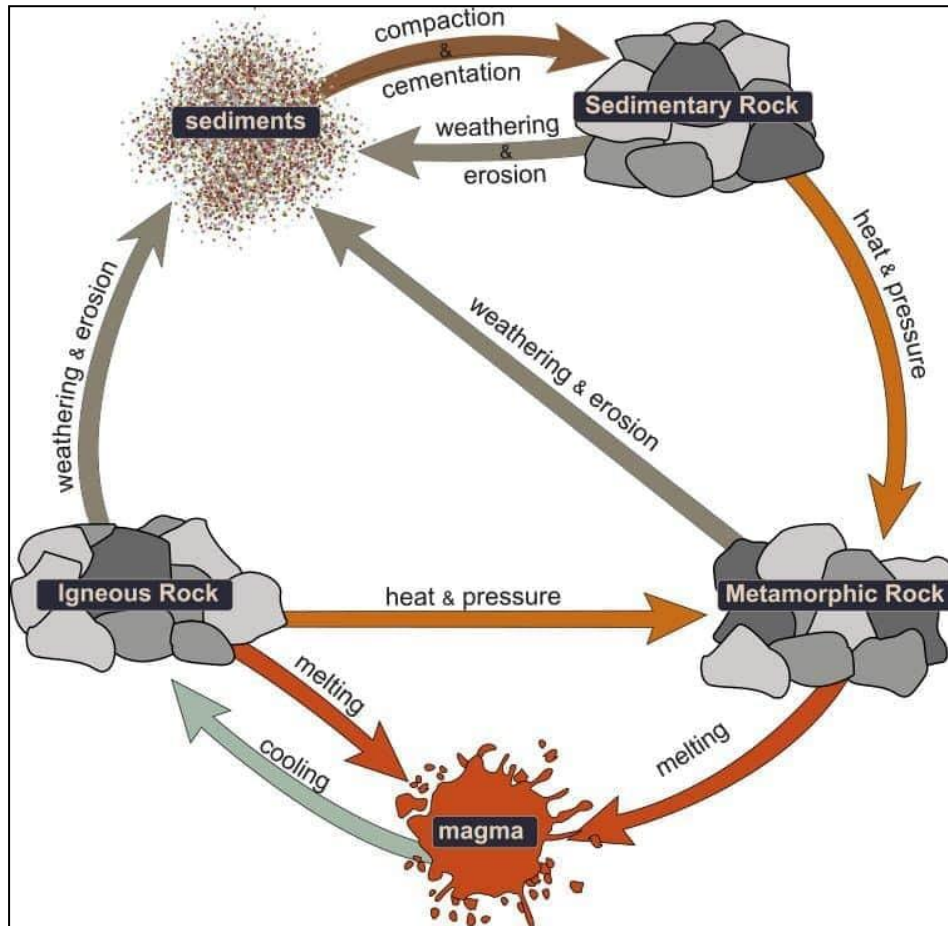 compaction
&
cementation
sediments
Sedimentary Rock
weathering
&
erosion
heat & pressure
weathering & erosion
weathering & erosion
Igneous Rock
heat & pressure
Metamorphic Rock
melting
cooling
melting
magma